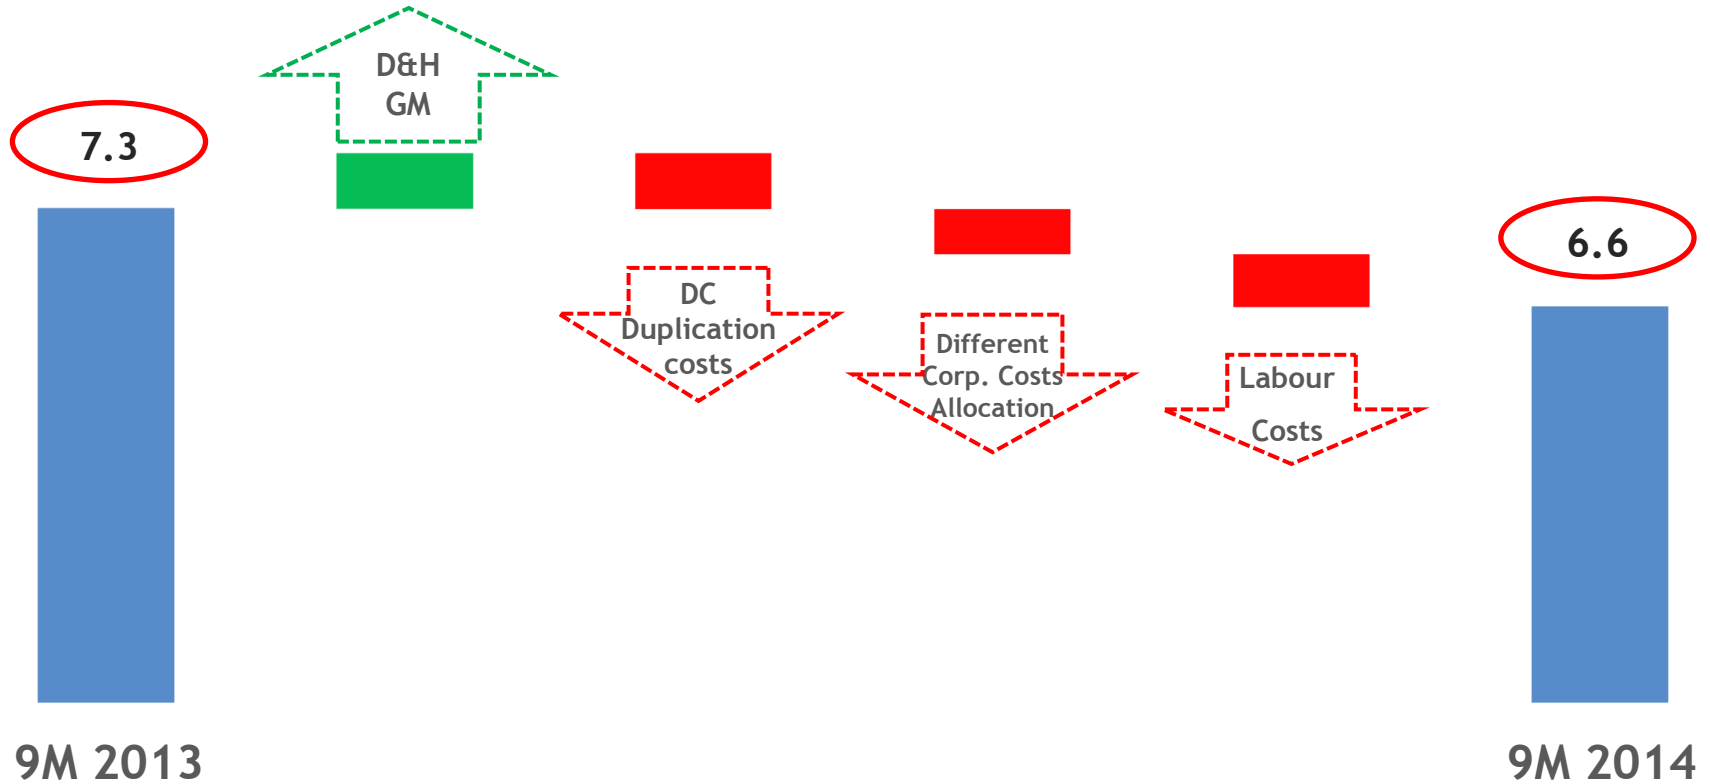 D&H
GM
7.3
6.6
DC
Duplication
costs
Different
Corp. Costs
Allocation
Labour
Costs
9M 2013
9M 2014